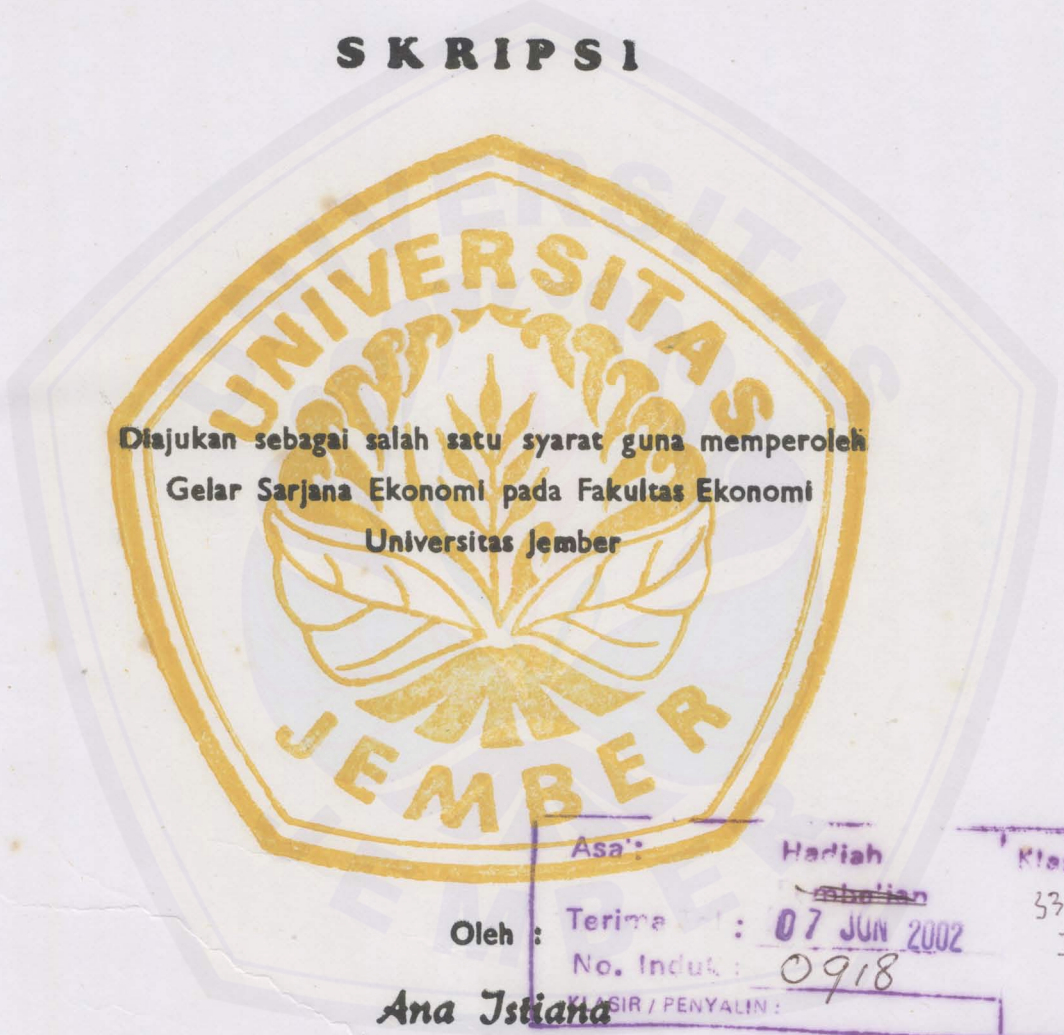 SKRIPSI
UNIVERSITAS
Diajukan sebagai salah satu syarat guna memperoleh
Gelar Sarjana Ekonomi pada Fakultas Ekonomi
Universitas Jember
JEMBER
Asal: Hadiah Klas
Terima : 07 JUN 2002
No. Induk : 0918
KLASIR / PENYALIN :
Oleh :
Ana Istiana